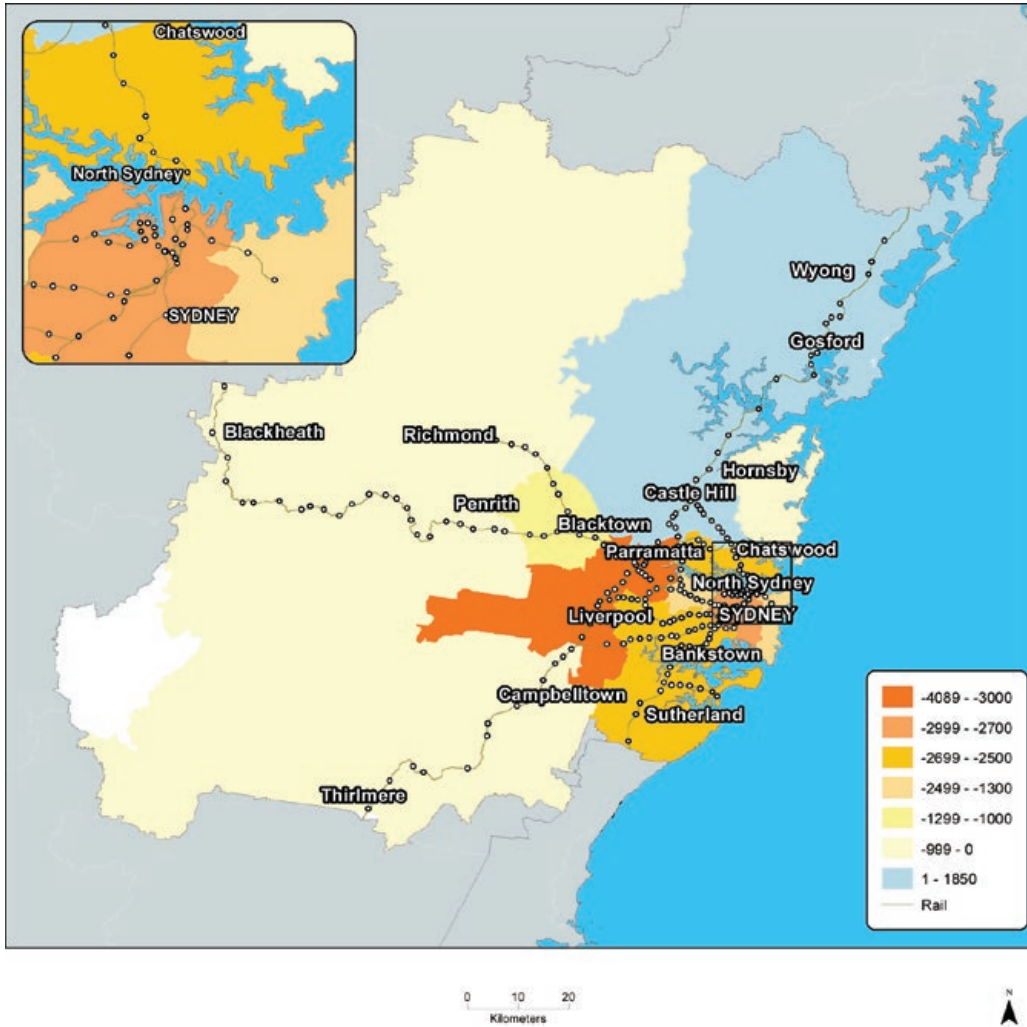 Chatswood
North Sydney
SYDNEY
Wyong
Gosford
Blackheath
Richmond
Hornsby
Castle Hill
Penrith
Blacktown
Parramatta
Chatswood
North Sydney
Liverpool
SYDNEY
Bankstown
Campbelltown
Sutherland
Thirlmere
-4089 - -3000
-2999 - -2700
-2699 - -2500
-2499 - -1300
-1299 - -1000
-999 - 0
1 - 1850
Rail
0 10 20
Kilometers
N